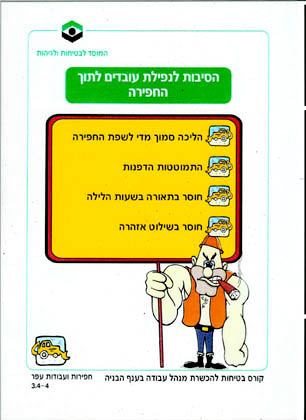 המוסד לבטיחות ולגיהות
הסיבות לנפילת עובדים לתוך
החפירה
הליכה סמוך מדי לשפת החפירה
התמוטטות הדפנות
חוסר בתאורה בשעות הלילה
חוסר בשילוט אזהרה
קורס בטיחות להכשרת מנהל עבודה בענף הבניה
חפירות ועבודות עפר
3.4-4